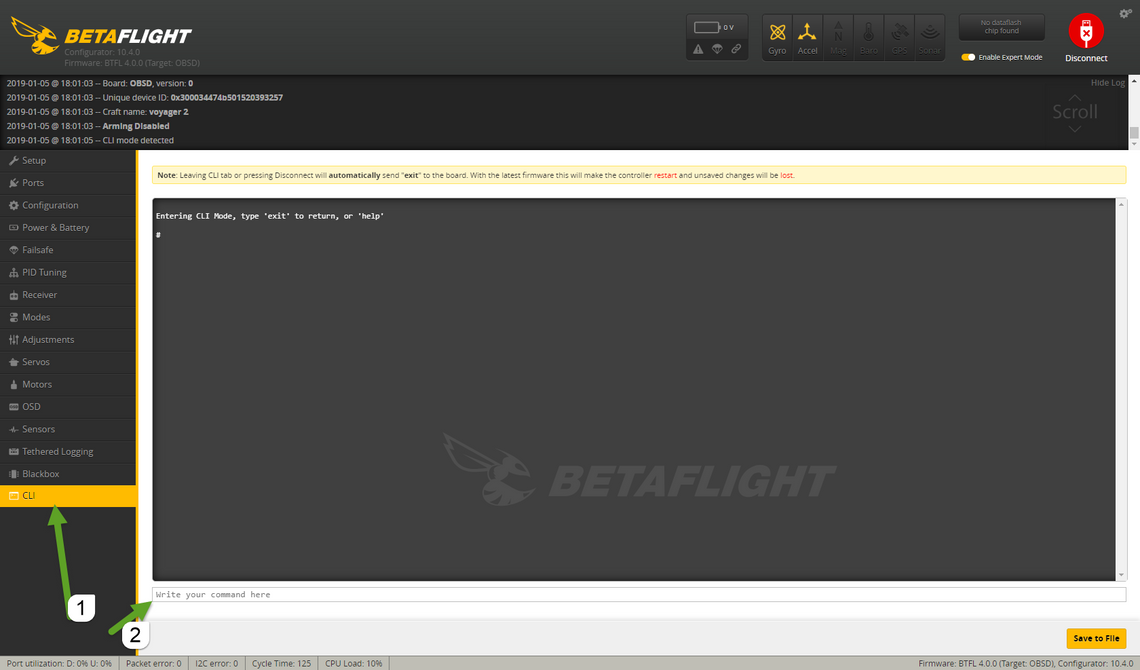 BETAFLIGHT
Configurator: 10.4.0
Firmware: BTFL 4.0.0 (Target: OBSD)
0 V
Gyro
Accel
Mag
Baro
GPS
Sonar
No dataflash
chip found
Enable Expert Mode
Disconnect
2019-01-05 @ 18:01:03 -- Board: OBSD, version: 0
2019-01-05 @ 18:01:03 -- Unique device ID: 0x300034474b501520393257
2019-01-05 @ 18:01:03 -- Craft name: voyager 2
2019-01-05 @ 18:01:03 -- Arming Disabled
2019-01-05 @ 18:01:05 -- CLI mode detected
Hide Log
Scroll
Setup
Ports
Configuration
Power & Battery
Failsafe
PID Tuning
Receiver
Modes
Adjustments
Servos
Motors
OSD
Sensors
Tethered Logging
Blackbox
CLI
1
2
Note: Leaving CLI tab or pressing Disconnect will automatically send "exit" to the board. With the latest firmware this will make the controller restart and unsaved changes will be lost.
Entering CLI Mode, type 'exit' to return, or 'help'
#
BETAFLIGHT
Write your command here
Save to File
Port utilization: D: 0% U: 0%
Packet error: 0
I2C error: 0
Cycle Time: 125
CPU Load: 10%
Firmware: BTFL 4.0.0 (Target: OBSD), Configurator: 10.4.0